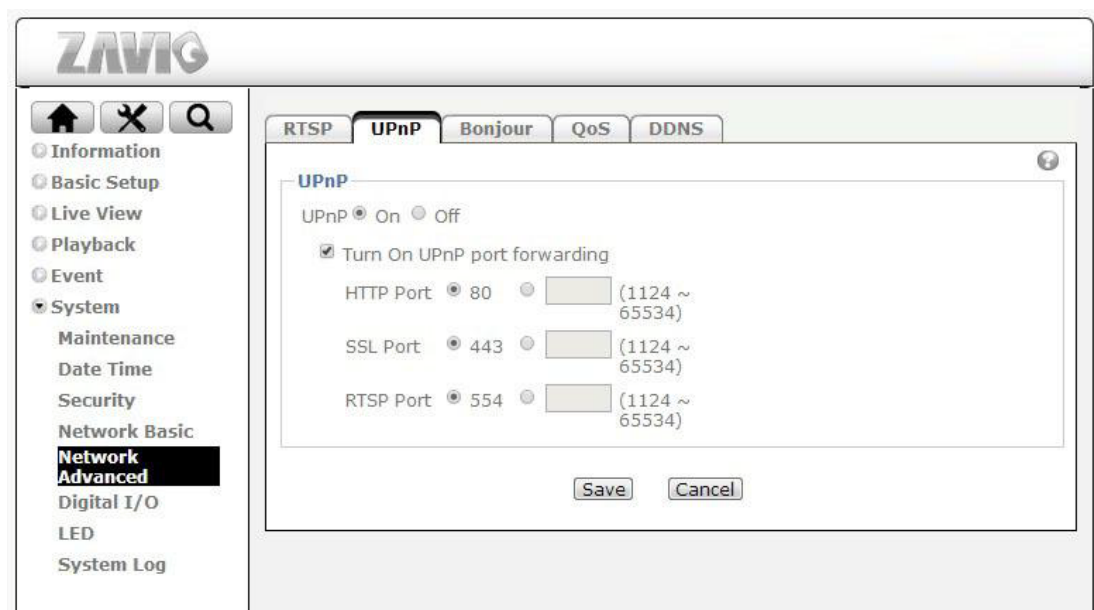 ZAVIO
RTSP UPnP Bonjour QoS DDNS
Information
Basic Setup
Live View
Playback
Event
System
Maintenance
Date Time
Security
Network Basic
Network
Advanced
Digital I/O
LED
System Log
?
UPnP
UPnP On Off
Turn On UPnP port forwarding
HTTP Port 80 (1124 ~
65534)
SSL Port 443 (1124 ~
65534)
RTSP Port 554 (1124 ~
65534)
Save Cancel